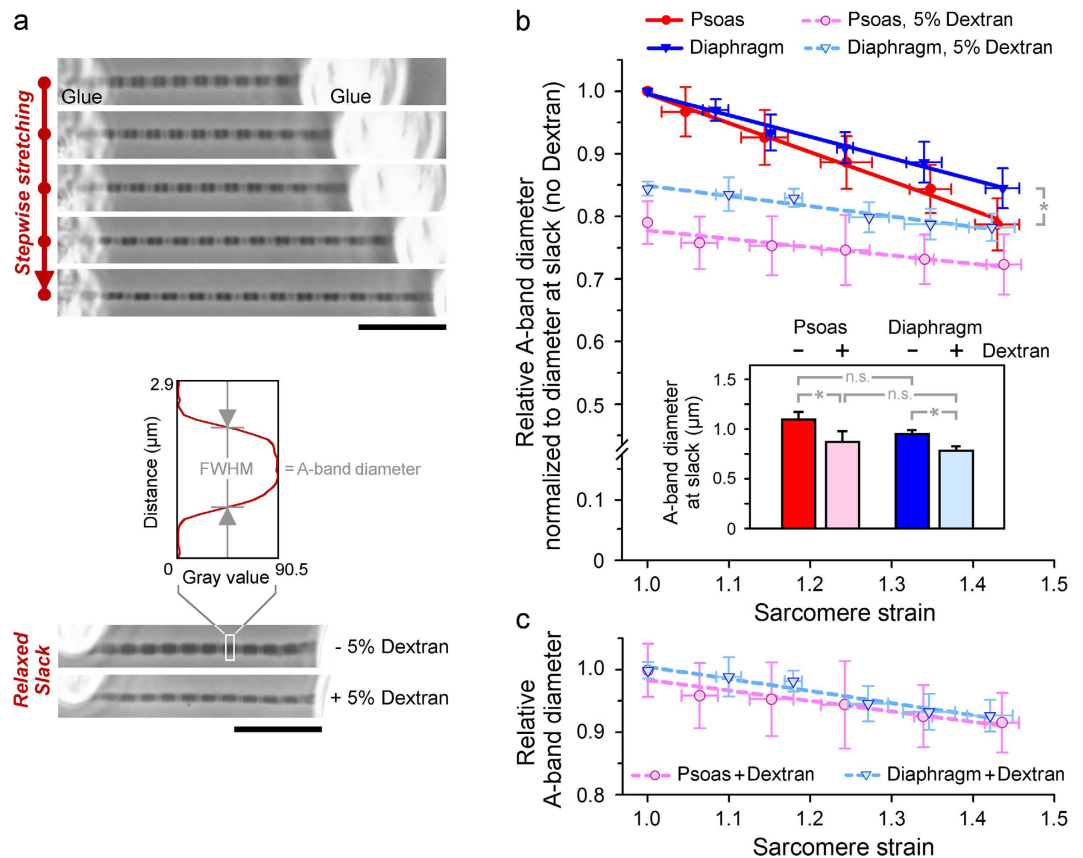 a
Stepwise stretching
Glue
Glue
2.9
Distance (µm)
FWHM
= A-band diameter
0
Gray value
90.5
Relaxed
Slack
- 5% Dextran
+ 5% Dextran
b
Psoas
Psoas, 5% Dextran
Diaphragm
Diaphragm, 5% Dextran
Relative A-band diameter
normalized to diameter at slack (no Dextran)
1.0
0.9
0.8
0.7
0.6
0.5
0.1
0
*
Psoas
Diaphragm
− + − + Dextran
A-band diameter
at slack (µm)
1.5
1.0
0.5
0
n.s.
* n.s.
*
1.0 1.1 1.2 1.3 1.4 1.5
Sarcomere strain
c
Relative
A-band diameter
1.0
0.9
0.8
Psoas+Dextran
Diaphragm+Dextran
1.0 1.1 1.2 1.3 1.4 1.5
Sarcomere strain